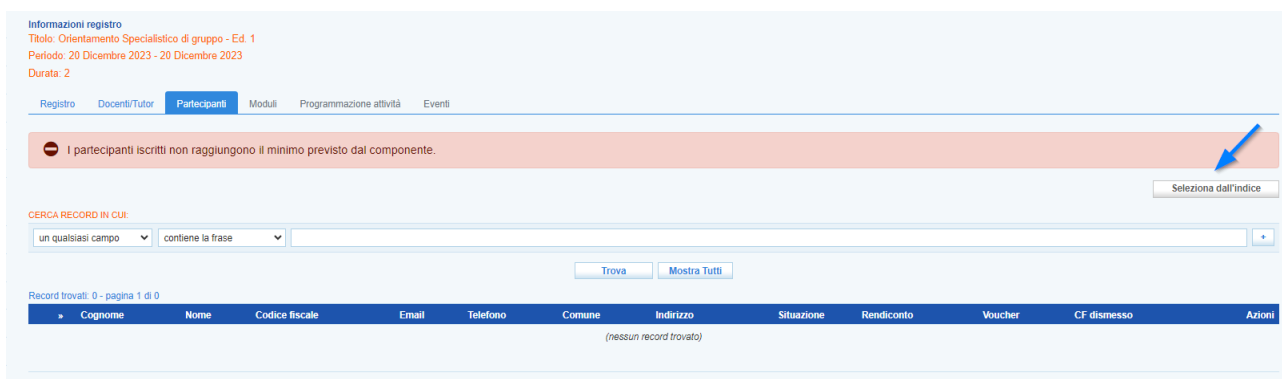 Informazioni registro
Titolo: Orientamento Specialistico di gruppo - Ed. 1
Periodo: 20 Dicembre 2023 - 20 Dicembre 2023
Durata: 2
Registro Docenti/Tutor Partecipanti Moduli Programmazione attività Eventi
I partecipanti iscritti non raggiungono il minimo previsto dal componente.
Seleziona dall'indice
CERCA RECORD IN CUI:
un qualsiasi campo contiene la frase +
Trova Mostra Tutti
Record trovati: 0 - pagina 1 di 0
» Cognome Nome Codice fiscale Email Telefono Comune Indirizzo Situazione Rendiconto Voucher CF dismesso Azioni
(nessun record trovato)